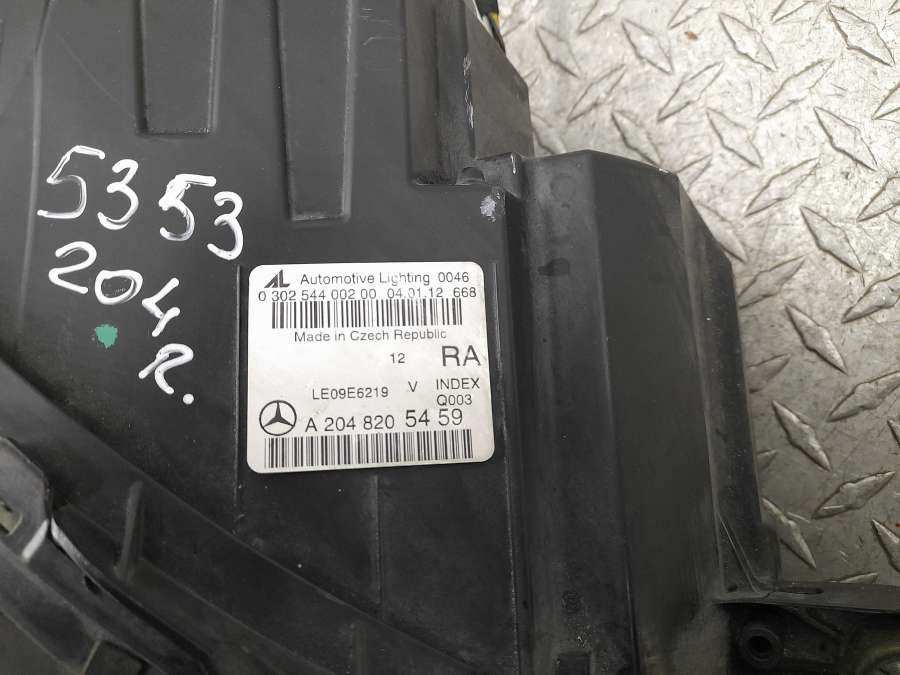 5353
204
R.
AL Automotive Lighting 0046
0 302 544 002 00 04.01.12 668
Made in Czech Republic
12 RA
LE09E6219 V INDEX
Q003
A 204 820 54 59